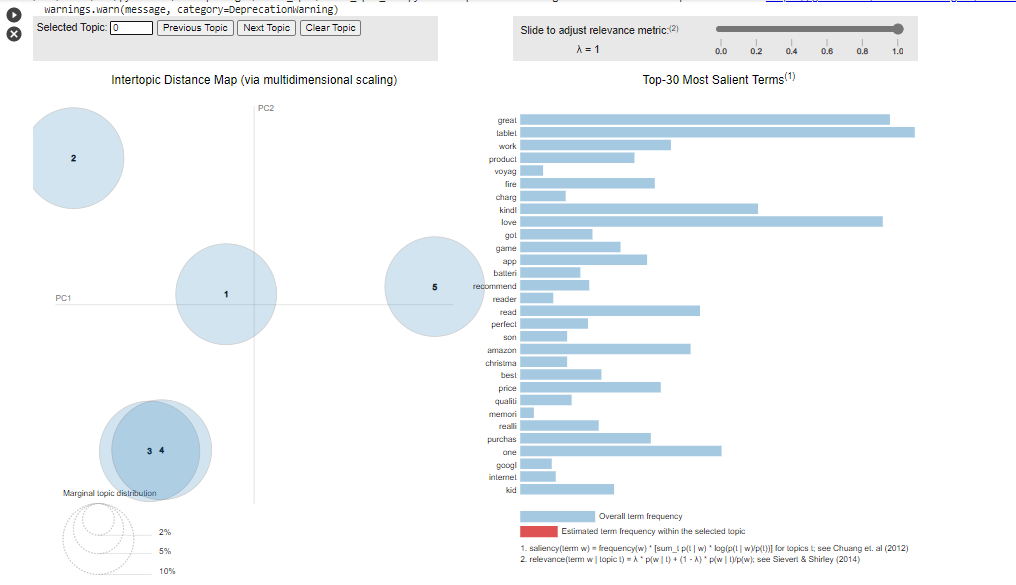 warnings.warn(message, category=DeprecationWarning)
Selected Topic: 0 Previous Topic Next Topic Clear Topic
Slide to adjust relevance metric:(2)
λ = 1
0.0 0.2 0.4 0.6 0.8 1.0
Intertopic Distance Map (via multidimensional scaling)
PC2
PC1
2
1
5
3 4
Marginal topic distribution
2%
5%
10%
Top-30 Most Salient Terms(1)
great
tablet
work
product
voyag
fire
charg
kindl
love
got
game
app
batteri
recommend
reader
read
perfect
son
amazon
christma
best
price
qualiti
memori
realli
purchas
one
googl
internet
kid
Overall term frequency
Estimated term frequency within the selected topic
1. saliency(term w) = frequency(w) * [sum_t p(t | w) * log(p(t | w)/p(t))] for topics t; see Chuang et. al (2012)
2. relevance(term w | topic t) = λ * p(w | t) + (1 - λ) * p(w | t)/p(w); see Sievert & Shirley (2014)